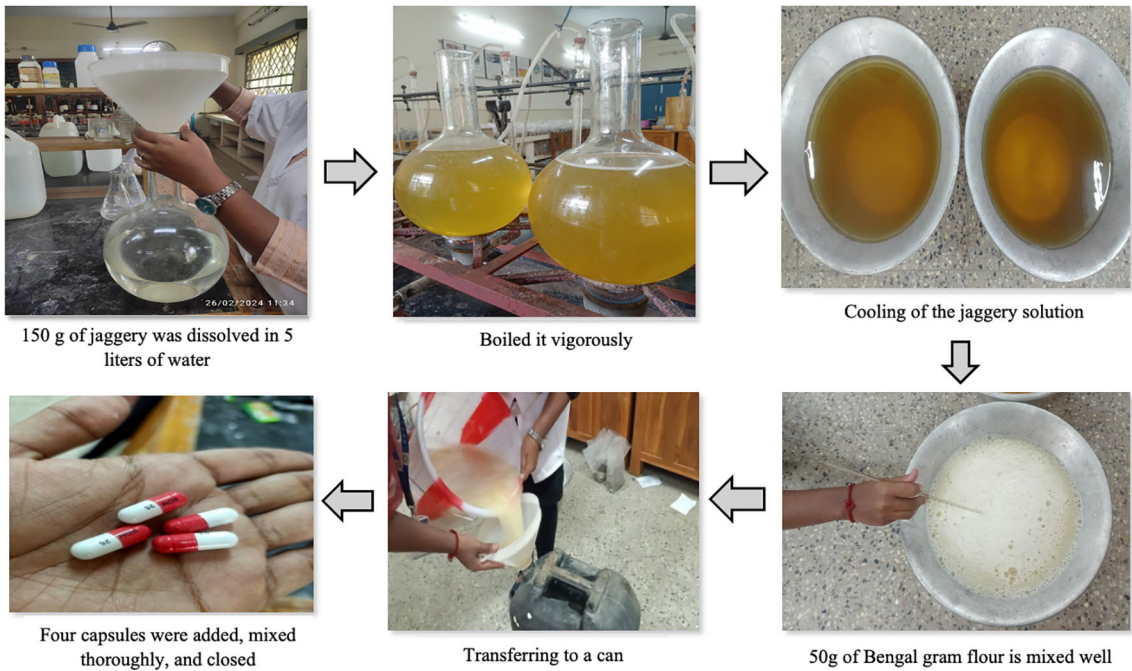 26/02/2024 11:34
150 g of jaggery was dissolved in 5
liters of water
Boiled it vigorously
Cooling of the jaggery solution
50g of Bengal gram flour is mixed well
Transferring to a can
Four capsules were added, mixed
thoroughly, and closed